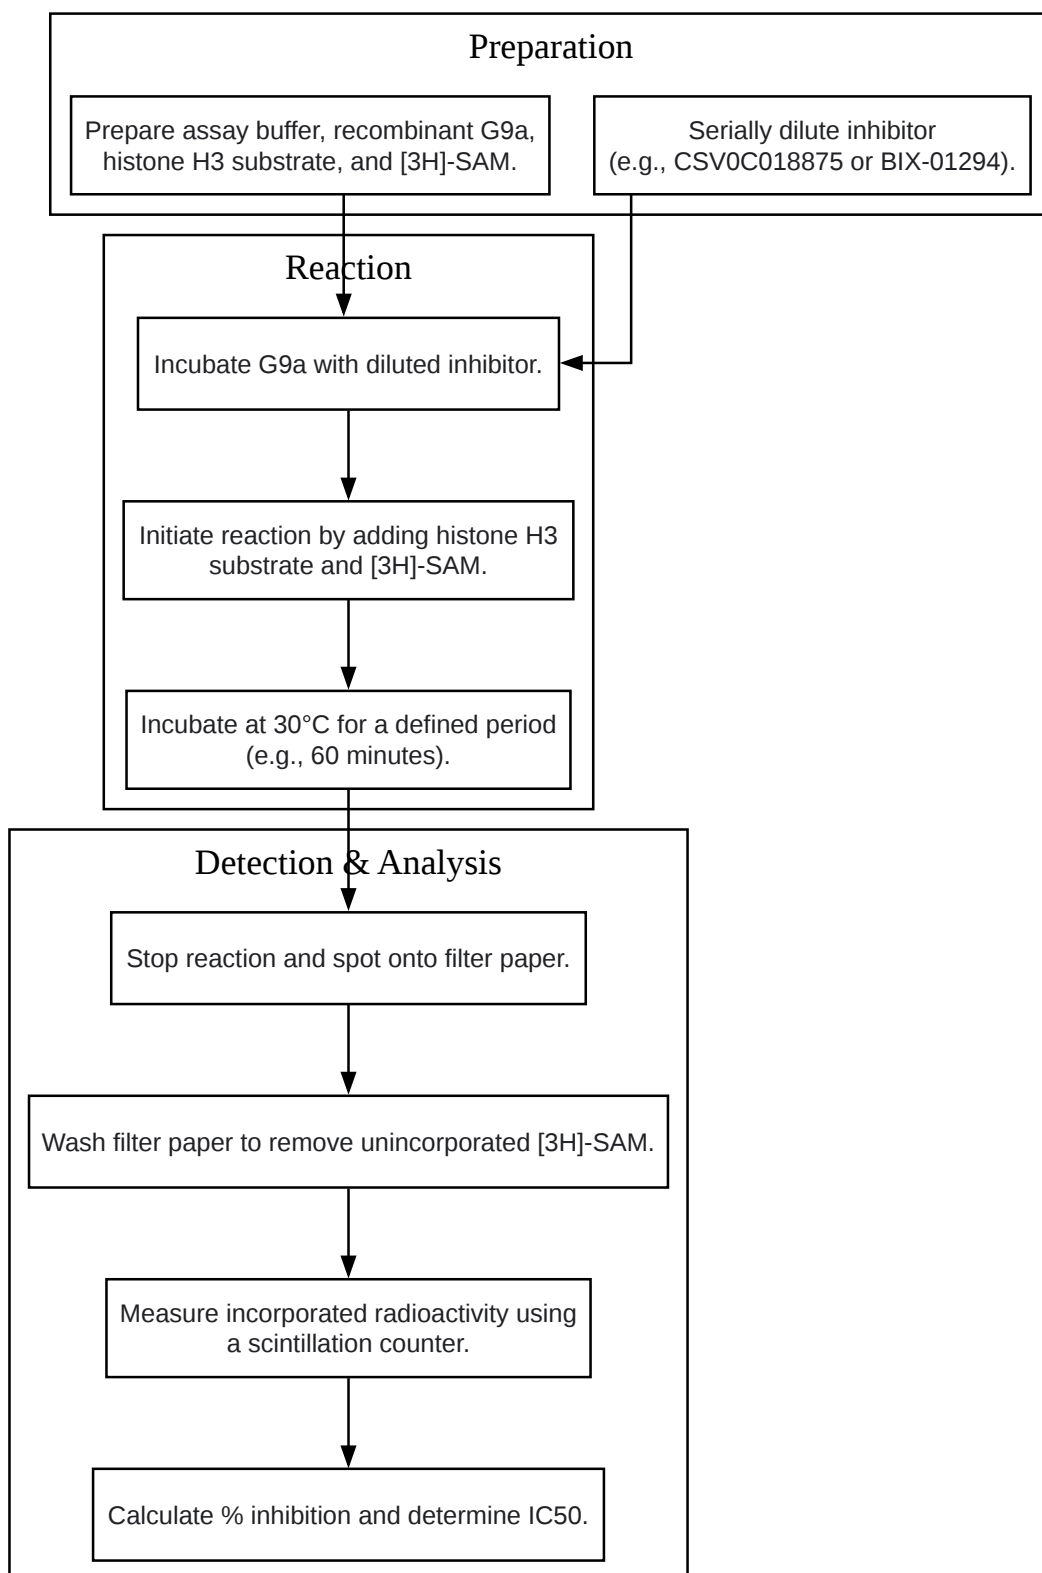 Preparation
Prepare assay buffer, recombinant G9a,
histone H3 substrate, and [3H]-SAM.
Serially dilute inhibitor
(e.g., CSV0C018875 or BIX-01294).
Reaction
Incubate G9a with diluted inhibitor.
Initiate reaction by adding histone H3
substrate and [3H]-SAM.
Incubate at 30°C for a defined period
(e.g., 60 minutes).
Detection & Analysis
Stop reaction and spot onto filter paper.
Wash filter paper to remove unincorporated [3H]-SAM.
Measure incorporated radioactivity using
a scintillation counter.
Calculate % inhibition and determine IC50.